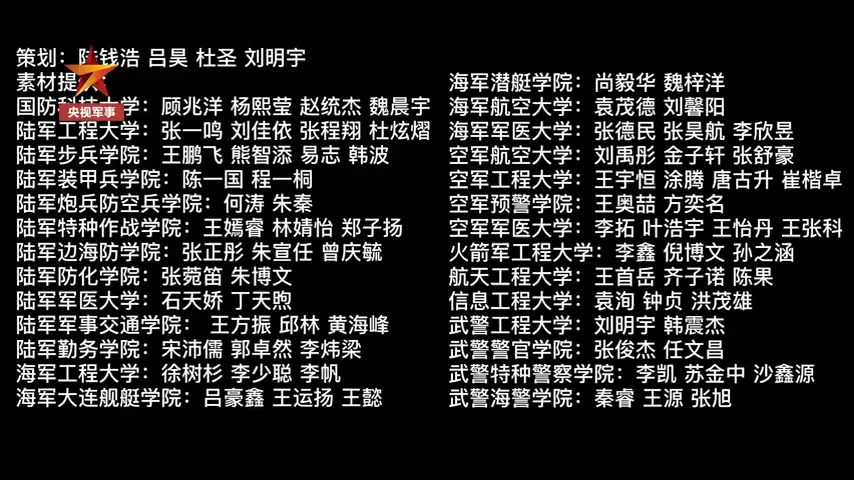 策划：陆钱浩 吕昊 杜圣 刘明宇
素材提供：
央视军事
国防科技大学：顾兆洋 杨熙莹 赵统杰 魏晨宇
陆军工程大学：张一鸣 刘佳依 张程翔 杜炫熠
陆军步兵学院：王鹏飞 熊智添 易志 韩波
陆军装甲兵学院：陈一国 程一桐
陆军炮兵防空兵学院：何涛 朱秦
陆军特种作战学院：王嫣睿 林婧怡 郑子扬
陆军边海防学院：张正彤 朱宣任 曾庆毓
陆军防化学院：张菀笛 朱博文
陆军军医大学：石天娇 丁天煦
陆军军事交通学院： 王方振 邱林 黄海峰
陆军勤务学院：宋沛儒 郭卓然 李炜梁
海军工程大学：徐树杉 李少聪 李帆
海军大连舰艇学院：吕豪鑫 王运扬 王懿
海军潜艇学院：尚毅华 魏梓洋
海军航空大学：袁茂德 刘馨阳
海军军医大学：张德民 张昊航 李欣昱
空军航空大学：刘禹彤 金子轩 张舒豪
空军工程大学：王宇恒 涂腾 唐古升 崔楷卓
空军预警学院：王奥喆 方奕名
空军军医大学：李拓 叶浩宇 王怡丹 王张科
火箭军工程大学：李鑫 倪博文 孙之涵
航天工程大学：王首岳 齐子诺 陈果
信息工程大学：袁洵 钟贞 洪茂雄
武警工程大学：刘明宇 韩震杰
武警警官学院：张俊杰 任文昌
武警特种警察学院：李凯 苏金中 沙鑫源
武警海警学院：秦睿 王源 张旭